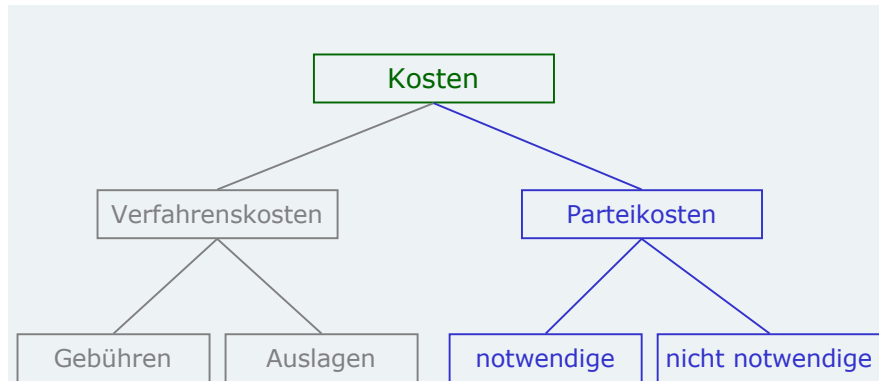 Kosten
Verfahrenskosten
Parteikosten
Gebühren
Auslagen
notwendige
nicht notwendige